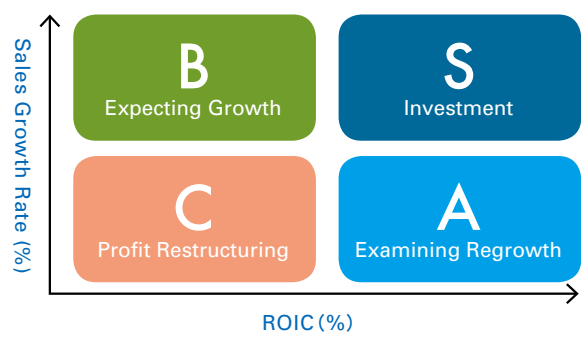 Sales Growth Rate (%)
B
Expecting Growth
S
Investment
C
Profit Restructuring
A
Examining Regrowth
ROIC(%)